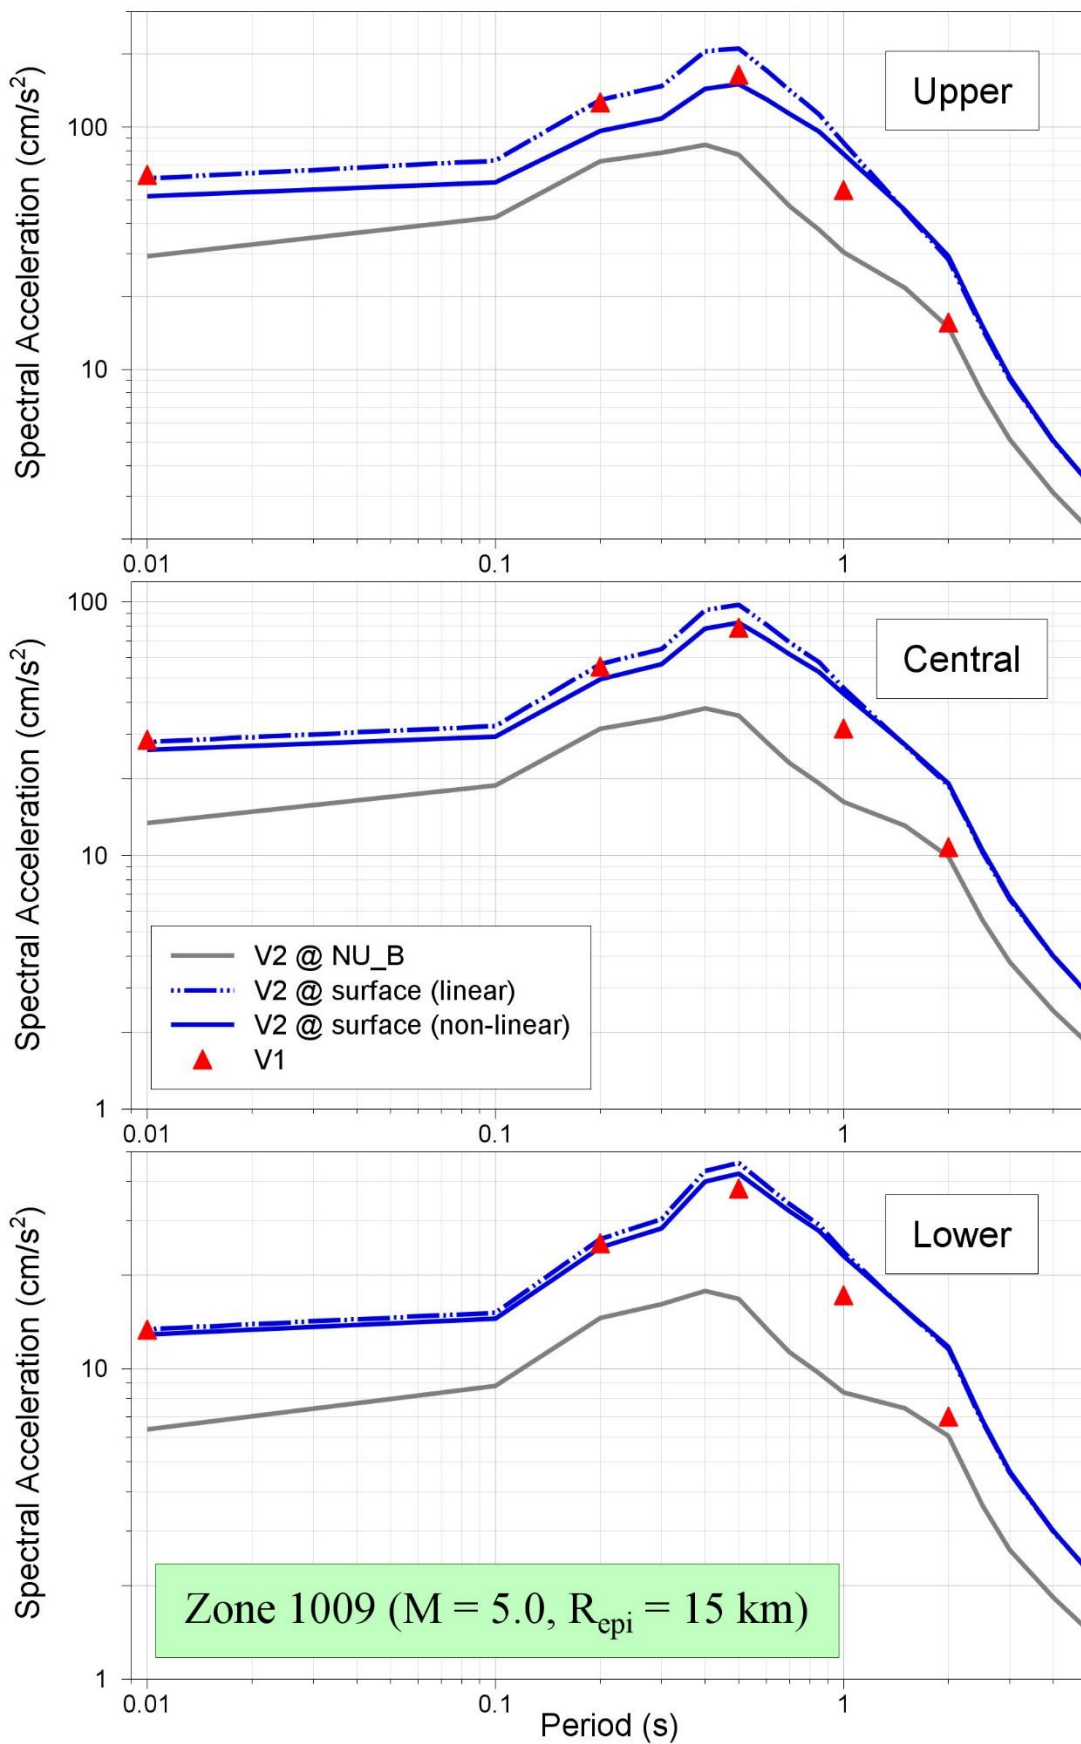 Spectral Acceleration (cm/s²)
100
10
Upper
0.01 0.1 1
Spectral Acceleration (cm/s²)
100
10
1
Central
V2 @ NU_B
V2 @ surface (linear)
V2 @ surface (non-linear)
V1
0.01 0.1 1
Spectral Acceleration (cm/s²)
10
1
Lower
Zone 1009 (M = 5.0, Rₑₚᵢ = 15 km)
0.01 0.1 1
Period (s)